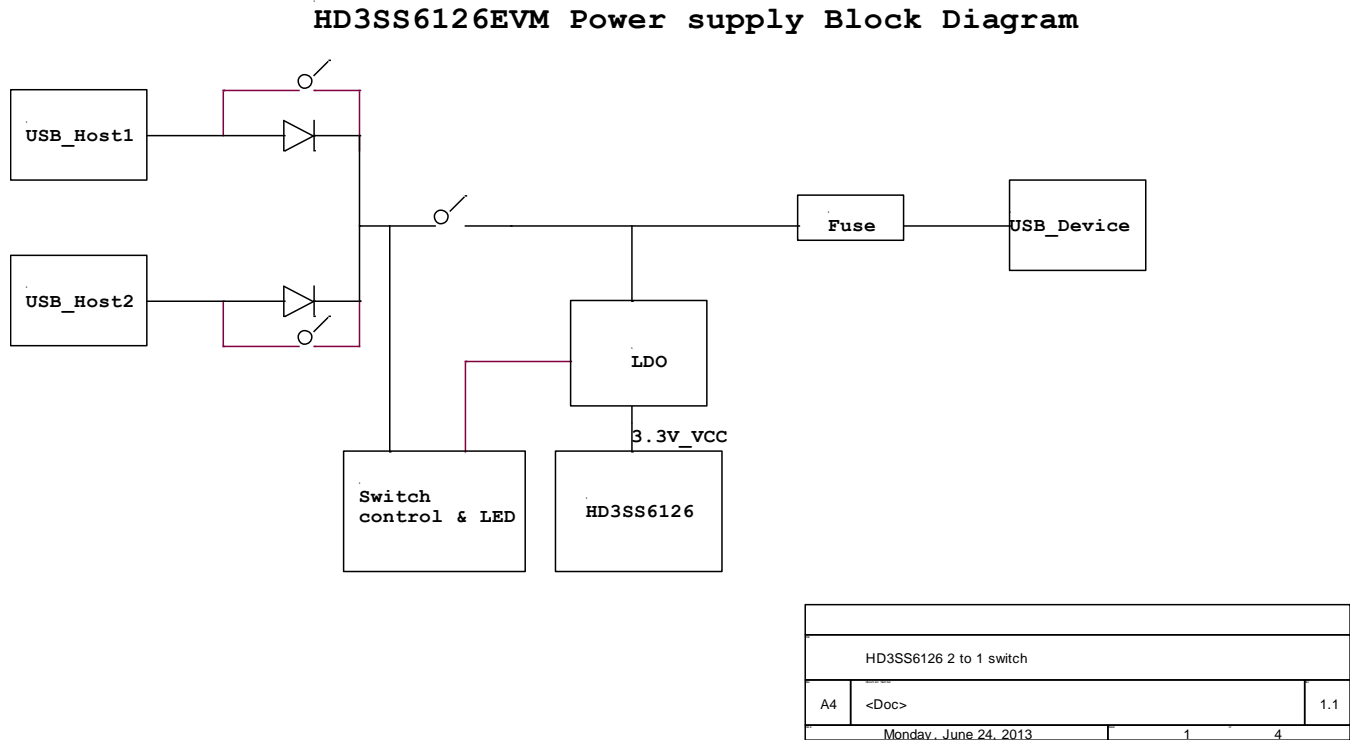 HD3SS6126EVM Power supply Block Diagram
USB_Host1
Fuse
USB_Device
USB_Host2
LDO
3.3V_VCC
Switch
control & LED
HD3SS6126
HD3SS6126 2 to 1 switch
A4
<Doc>
1.1
Monday, June 24, 2013
1
4